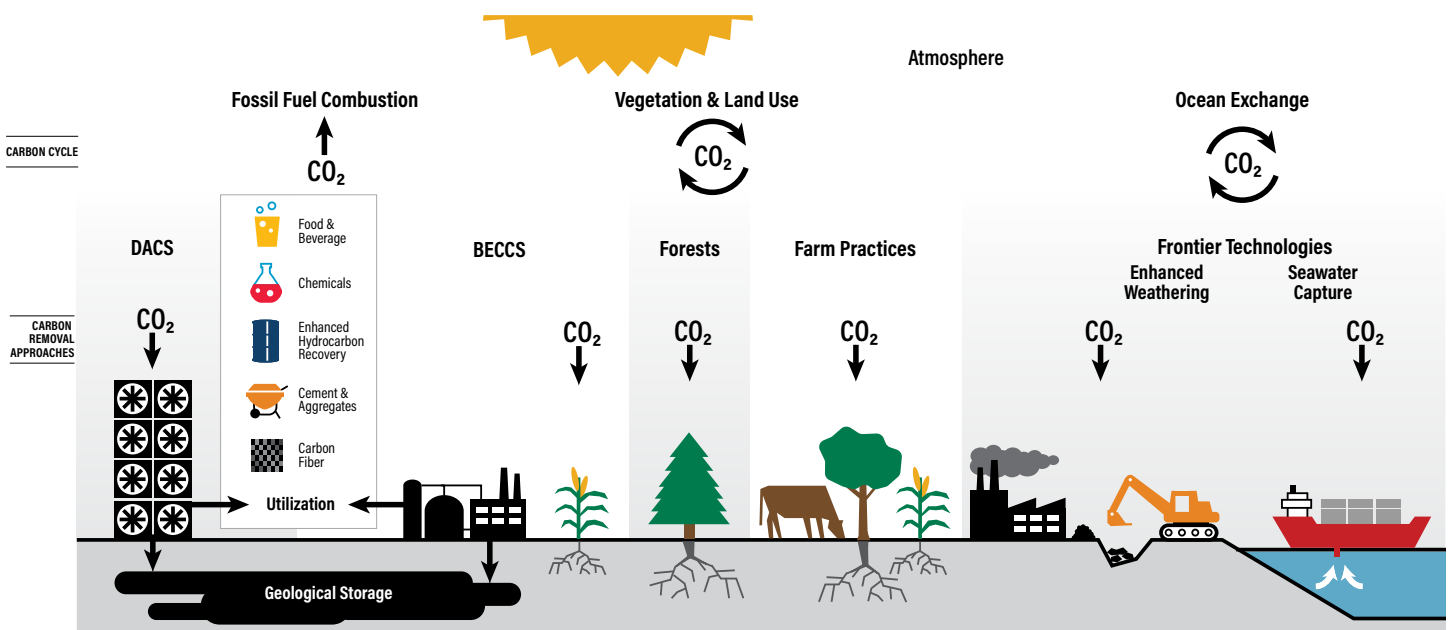 Atmosphere
Fossil Fuel Combustion
Vegetation & Land Use
Ocean Exchange
CARBON CYCLE
CO₂
CO₂
CO₂
DACS
Food &
Beverage
Chemicals
Enhanced
Hydrocarbon
Recovery
Cement &
Aggregates
Carbon
Fiber
Utilization
BECCS
Forests
Farm Practices
Frontier Technologies
Enhanced
Weathering
Seawater
Capture
CARBON
REMOVAL
APPROACHES
CO₂
CO₂
CO₂
CO₂
CO₂
CO₂
Geological Storage